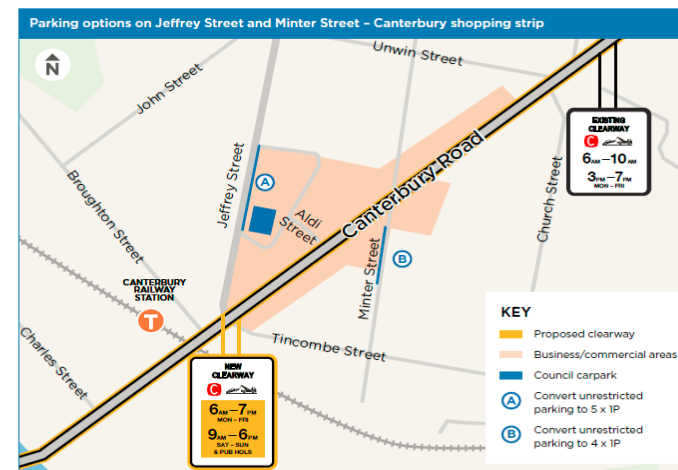 Parking options on Jeffrey Street and Minter Street – Canterbury shopping strip
N
Unwin Street
John Street
EXISTING
CLEARWAY
C
6AM–10AM
3PM–7PM
MON – FRI
Jeffrey Street
A
Aldi
Street
Canterbury Road
Church Street
Broughton Street
Minter Street
B
CANTERBURY
RAILWAY
STATION
T
Charles Street
Tincombe Street
NEW
CLEARWAY
C
6AM–7PM
MON – FRI
9AM–6PM
SAT – SUN
& PUB HOLS
KEY
Proposed clearway
Business/commercial areas
Council carpark
A Convert unrestricted
parking to 5 x 1P
B Convert unrestricted
parking to 4 x 1P